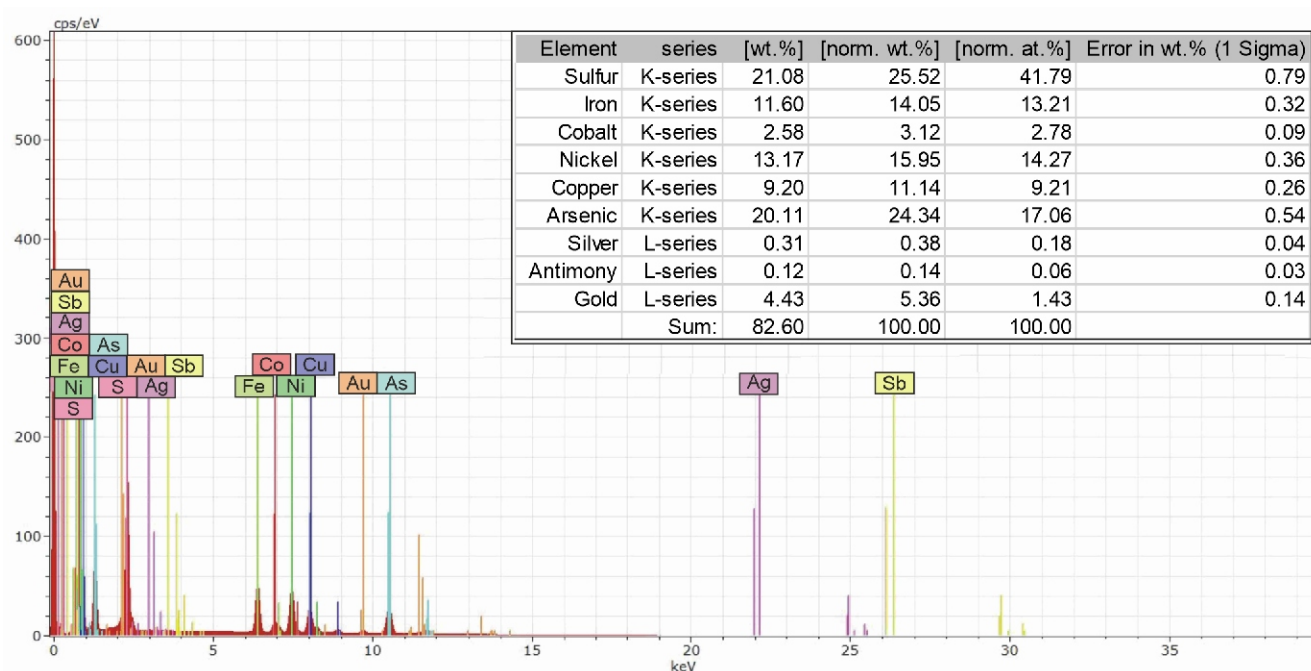 cps/eV
600
500
400
300
200
100
0
Element series [wt.%] [norm. wt.%] [norm. at.%] Error in wt.% (1 Sigma)
Sulfur K-series 21.08 25.52 41.79 0.79
Iron K-series 11.60 14.05 13.21 0.32
Cobalt K-series 2.58 3.12 2.78 0.09
Nickel K-series 13.17 15.95 14.27 0.36
Copper K-series 9.20 11.14 9.21 0.26
Arsenic K-series 20.11 24.34 17.06 0.54
Silver L-series 0.31 0.38 0.18 0.04
Antimony L-series 0.12 0.14 0.06 0.03
Gold L-series 4.43 5.36 1.43 0.14
Sum: 82.60 100.00 100.00
Au
Sb
Ag
Co As Co Cu
Fe Cu Au Sb
Ni S Ag Fe Ni Au As Ag Sb
S
0 5 10 15 20 25 30 35
keV